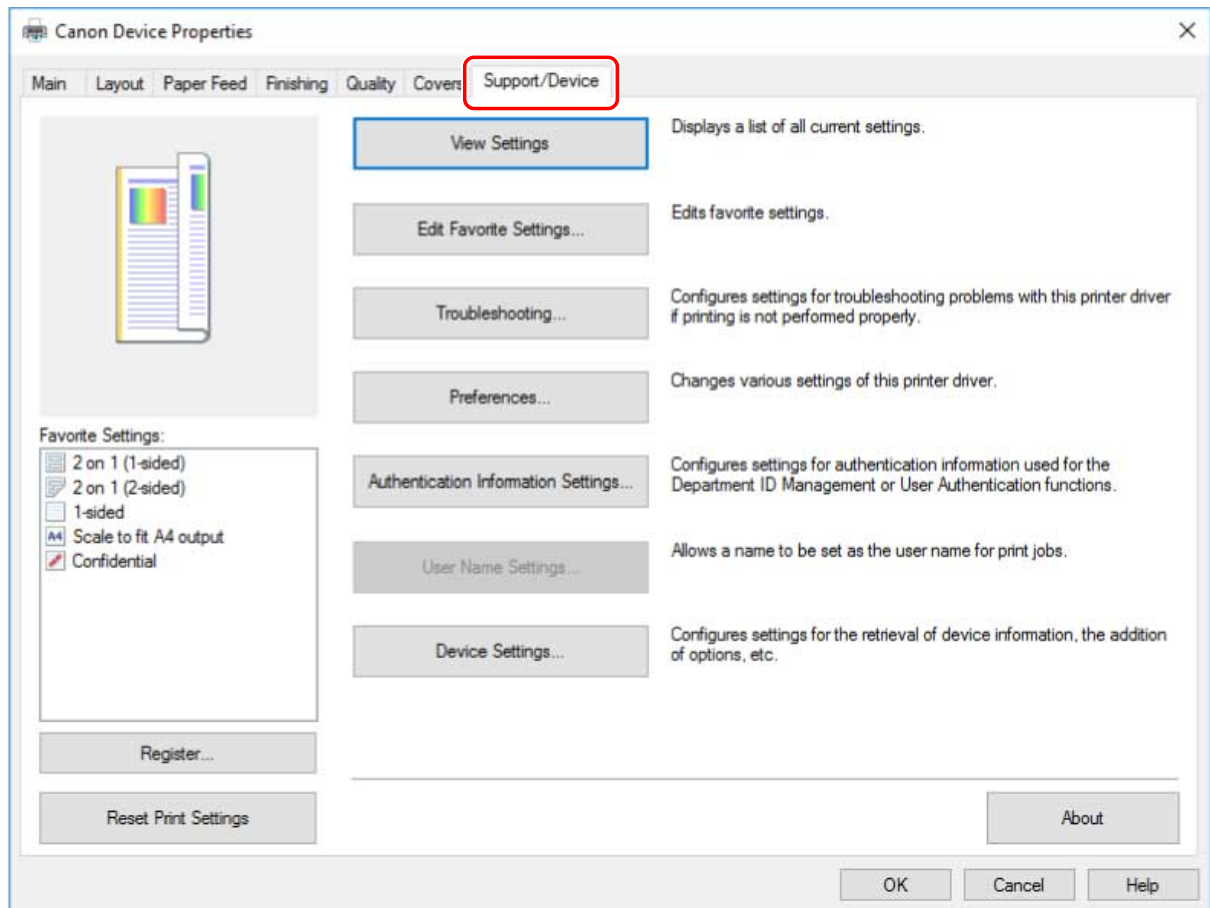 Canon Device Properties
Main Layout Paper Feed Finishing Quality Covers Support/Device
View Settings
Displays a list of all current settings.
Edit Favorite Settings...
Edits favorite settings.
Troubleshooting...
Configures settings for troubleshooting problems with this printer driver
if printing is not performed properly.
Preferences...
Changes various settings of this printer driver.
Authentication Information Settings...
Configures settings for authentication information used for the
Department ID Management or User Authentication functions.
User Name Settings...
Allows a name to be set as the user name for print jobs.
Device Settings...
Configures settings for the retrieval of device information, the addition
of options, etc.
Favorite Settings:
2 on 1 (1-sided)
2 on 1 (2-sided)
1-sided
A4 Scale to fit A4 output
Confidential
Register...
Reset Print Settings
About
OK Cancel Help